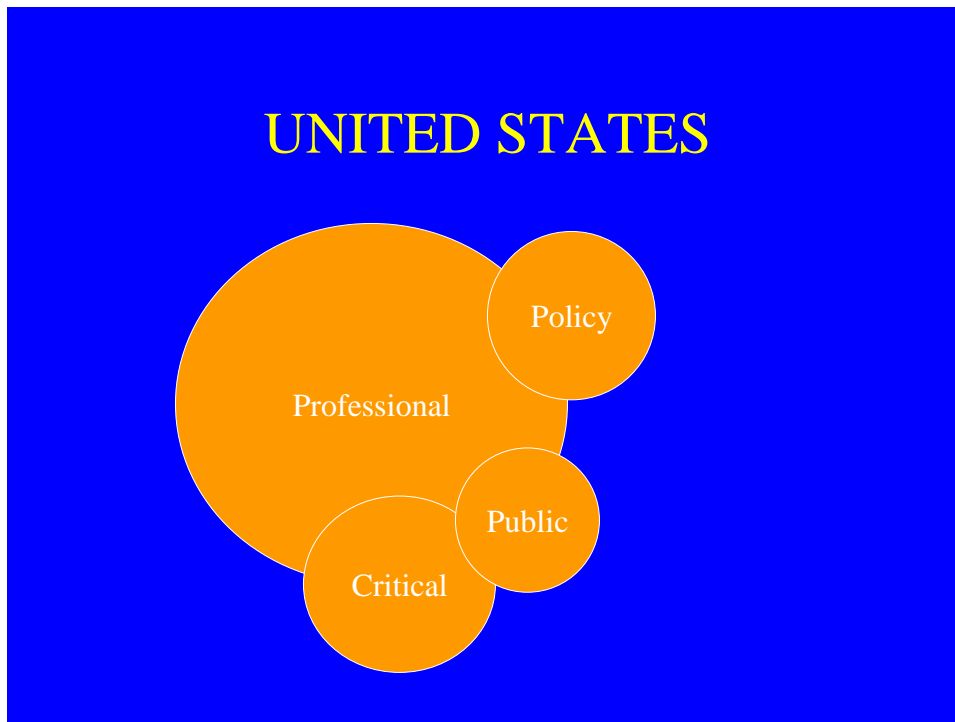 UNITED STATES
Policy
Professional
Public
Critical